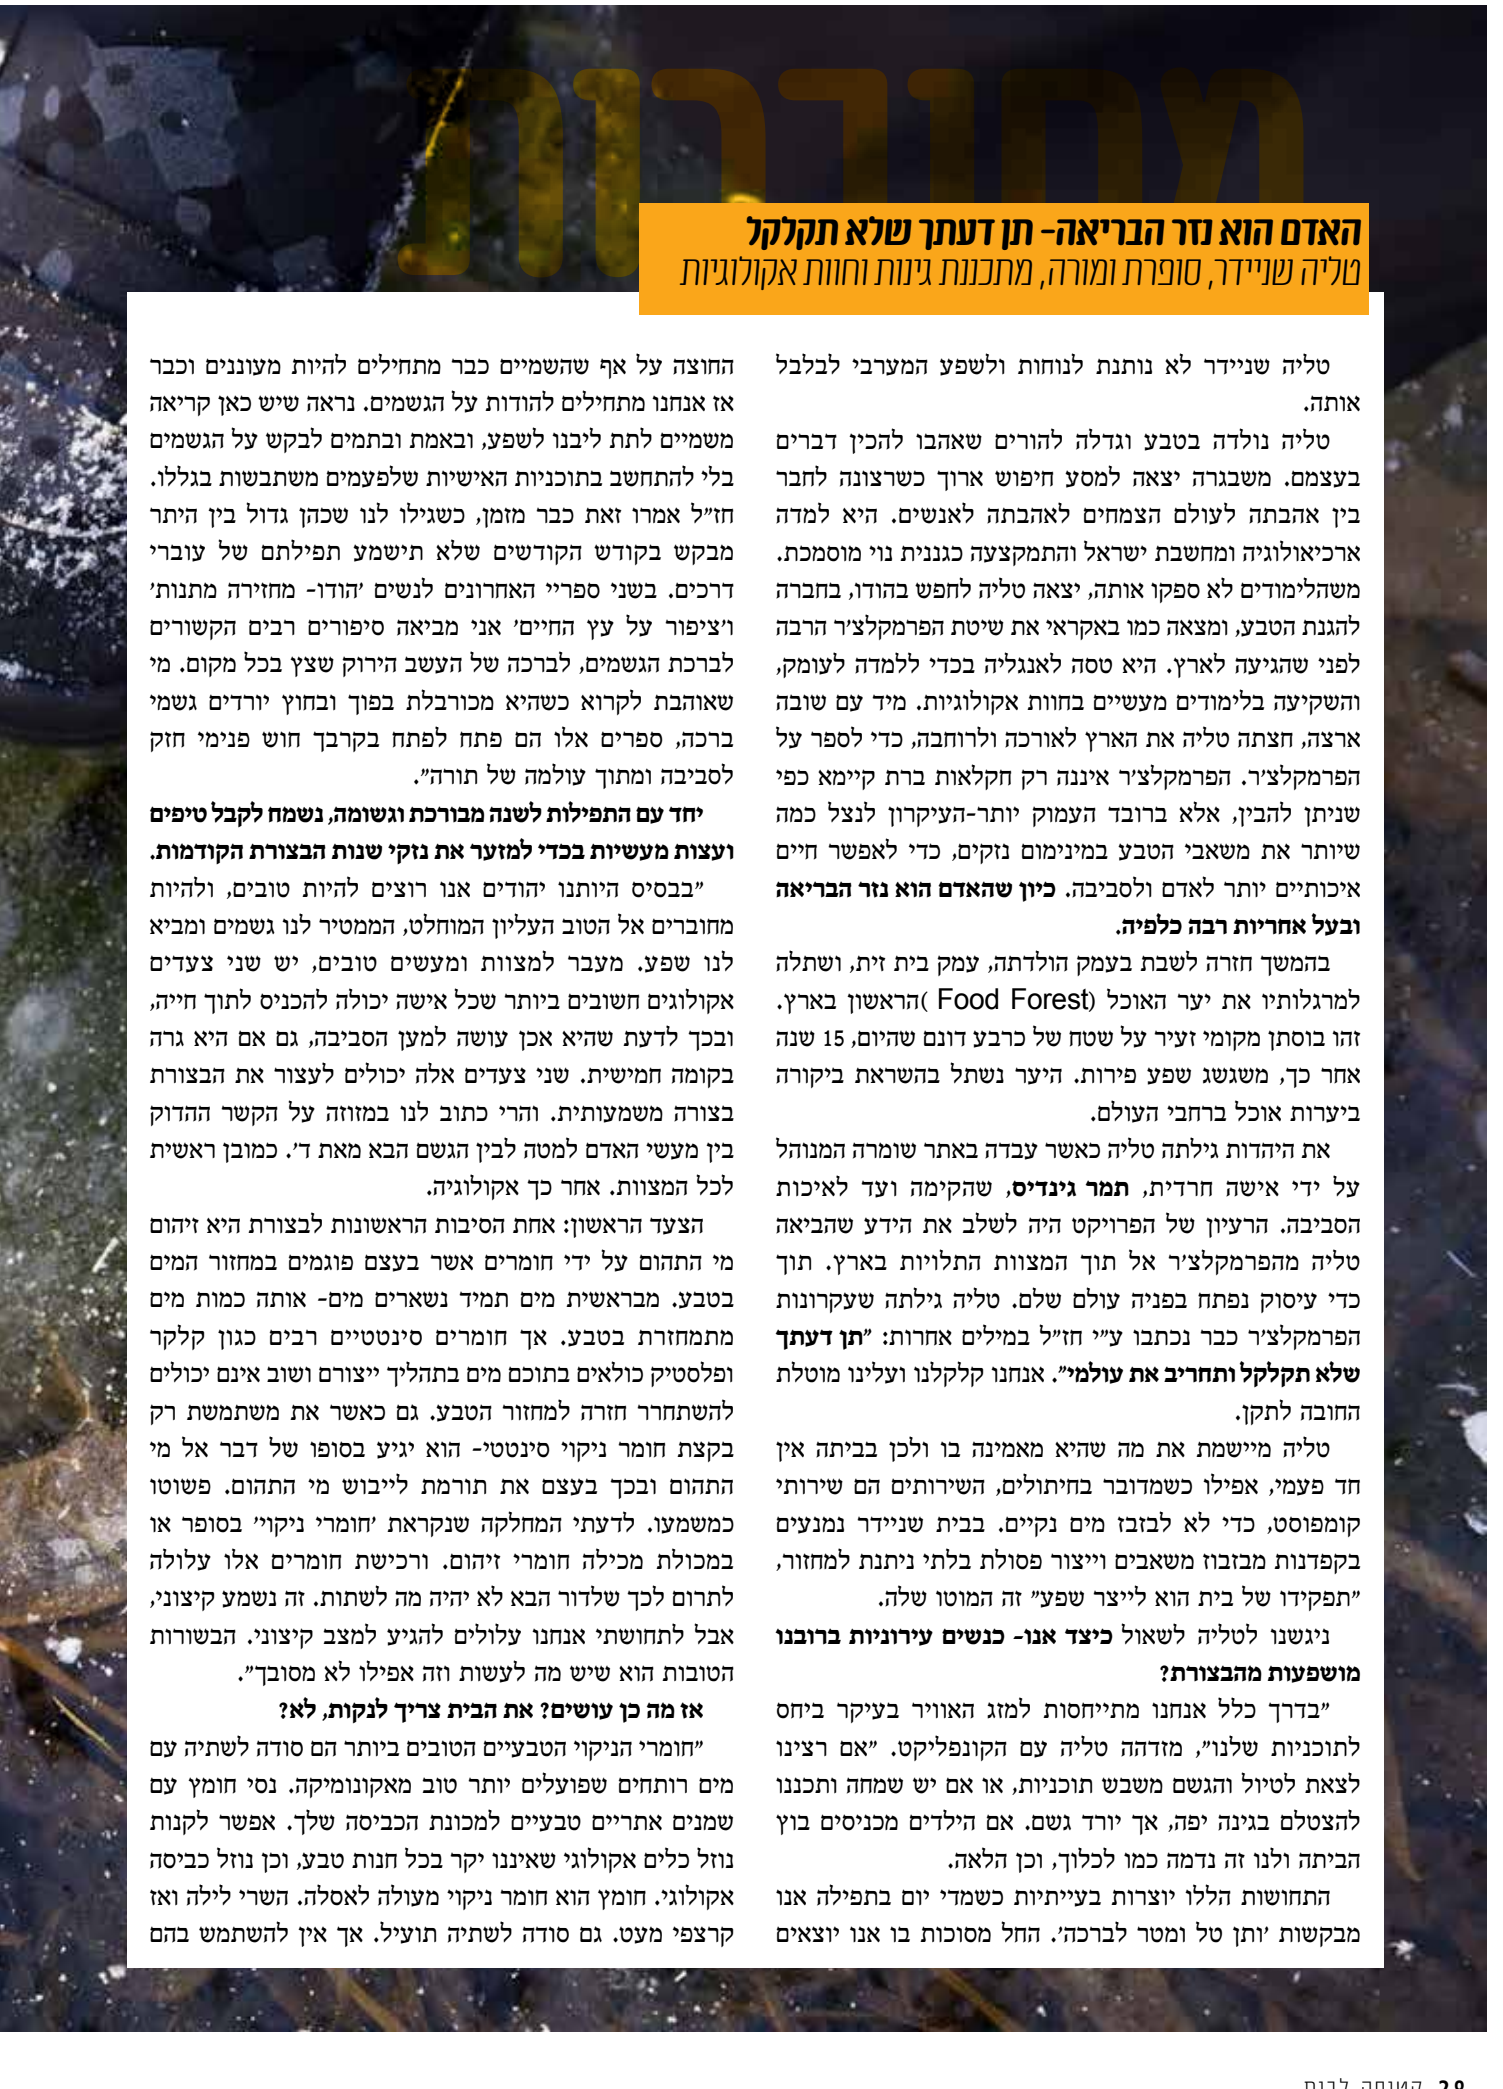 מחוברות
האדם הוא נזר הבריאה- תן דעתך שלא תקלקל
טליה שניידר, סופרת ומורה, מתכננת גינות וחוות אקולוגיות
טליה שניידר לא נותנת לנוחות ולשפע המערבי לבלבל
אותה.
טליה נולדה בטבע וגדלה להורים שאהבו להכין דברים
בעצמם. משבגרה יצאה למסע חיפוש ארוך כשרצונה לחבר
בין אהבתה לעולם הצמחים לאהבתה לאנשים. היא למדה
ארכיאולוגיה ומחשבת ישראל והתמקצעה כגננית נוי מוסמכת.
משהלימודים לא ספקו אותה, יצאה טליה לחפש בהודו, בחברה
להגנת הטבע, ומצאה כמו באקראי את שיטת הפרמקלצ'ר הרבה
לפני שהגיעה לארץ. היא טסה לאנגליה בכדי ללמדה לעומק,
והשקיעה בלימודים מעשיים בחוות אקולוגיות. מיד עם שובה
ארצה, חצתה טליה את הארץ לאורכה ולרוחבה, כדי לספר על
הפרמקלצ'ר. הפרמקלצ'ר איננה רק חקלאות ברת קיימא כפי
שניתן להבין, אלא ברובד העמוק יותר-העיקרון לנצל כמה
שיותר את משאבי הטבע במינימום נזקים, כדי לאפשר חיים
איכותיים יותר לאדם ולסביבה. כיון שהאדם הוא נזר הבריאה
ובעל אחריות רבה כלפיה.
בהמשך חזרה לשבת בעמק הולדתה, עמק בית זית, ושתלה
למרגלותיו את יער האוכל (Food Forest )הראשון בארץ.
זהו בוסתן מקומי זעיר על שטח של כרבע דונם שהיום, 15 שנה
אחר כך, משגשג שפע פירות. היער נשתל בהשראת ביקורה
ביערות אוכל ברחבי העולם.
את היהדות גילתה טליה כאשר עבדה באתר שומרה המנוהל
על ידי אישה חרדית, תמר גינדיס, שהקימה ועד לאיכות
הסביבה. הרעיון של הפרויקט היה לשלב את הידע שהביאה
טליה מהפרמקלצ'ר אל תוך המצוות התלויות בארץ. תוך
כדי עיסוק נפתח בפניה עולם שלם. טליה גילתה שעקרונות
הפרמקלצ'ר כבר נכתבו ע"י חז"ל במילים אחרות: "תן דעתך
שלא תקלקל ותחריב את עולמי". אנחנו קלקלנו ועלינו מוטלת
החובה לתקן.
טליה מיישמת את מה שהיא מאמינה בו ולכן בביתה אין
חד פעמי, אפילו כשמדובר בחיתולים, השירותים הם שירותי
קומפוסט, כדי לא לבזבז מים נקיים. בבית שניידר נמנעים
בקפדנות מבזבוז משאבים וייצור פסולת בלתי ניתנת למחזור,
"תפקידו של בית הוא לייצר שפע" זה המוטו שלה.
ניגשנו לטליה לשאול כיצד אנו- כנשים עירוניות ברובנו
מושפעות מהבצורת?
"בדרך כלל אנחנו מתייחסות למזג האוויר בעיקר ביחס
לתוכניות שלנו", מזדהה טליה עם הקונפליקט. "אם רצינו
לצאת לטיול והגשם משבש תוכניות, או אם יש שמחה ותכננו
להצטלם בגינה יפה, אך יורד גשם. אם הילדים מכניסים בוץ
הביתה ולנו זה נדמה כמו לכלוך, וכן הלאה.
התחושות הללו יוצרות בעייתיות כשמדי יום בתפילה אנו
מבקשות 'ותן טל ומטר לברכה'. החל מסוכות בו אנו יוצאים
החוצה על אף שהשמיים כבר מתחילים להיות מעוננים וכבר
אז אנחנו מתחילים להודות על הגשמים. נראה שיש כאן קריאה
משמיים לתת ליבנו לשפע, ובאמת ובתמים לבקש על הגשמים
בלי להתחשב בתוכניות האישיות שלפעמים משתבשות בגללו.
חז"ל אמרו זאת כבר מזמן, כשגילו לנו שכהן גדול בין היתר
מבקש בקודש הקודשים שלא תישמע תפילתם של עוברי
דרכים. בשני ספריי האחרונים לנשים 'הודו- מחזירה מתנות'
ו'ציפור על עץ החיים' אני מביאה סיפורים רבים הקשורים
לברכת הגשמים, לברכה של העשב הירוק שצץ בכל מקום. מי
שאוהבת לקרוא כשהיא מכורבלת בפוך ובחוץ יורדים גשמי
ברכה, ספרים אלו הם פתח לפתח בקרבך חוש פנימי חזק
לסביבה ומתוך עולמה של תורה".
יחד עם התפילות לשנה מבורכת וגשומה, נשמח לקבל טיפים
ועצות מעשיות בכדי למזער את נזקי שנות הבצורת הקודמות.
"בבסיס היותנו יהודים אנו רוצים להיות טובים, ולהיות
מחוברים אל הטוב העליון המוחלט, הממטיר לנו גשמים ומביא
לנו שפע. מעבר למצוות ומעשים טובים, יש שני צעדים
אקולוגים חשובים ביותר שכל אישה יכולה להכניס לתוך חייה,
ובכך לדעת שהיא אכן עושה למען הסביבה, גם אם היא גרה
בקומה חמישית. שני צעדים אלה יכולים לעצור את הבצורת
בצורה משמעותית. והרי כתוב לנו במזוזה על הקשר ההדוק
בין מעשי האדם למטה לבין הגשם הבא מאת ד'. כמובן ראשית
לכל המצוות. אחר כך אקולוגיה.
הצעד הראשון: אחת הסיבות הראשונות לבצורת היא זיהום
מי התהום על ידי חומרים אשר בעצם פוגמים במחזור המים
בטבע. מבראשית מים תמיד נשארים מים- אותה כמות מים
מתמחזרת בטבע. אך חומרים סינטטיים רבים כגון קלקר
ופלסטיק כולאים בתוכם מים בתהליך ייצורם ושוב אינם יכולים
להשתחרר חזרה למחזור הטבע. גם כאשר את משתמשת רק
בקצת חומר ניקוי סינטטי- הוא יגיע בסופו של דבר אל מי
התהום ובכך בעצם את תורמת לייבוש מי התהום. פשוטו
כמשמעו. לדעתי המחלקה שנקראת 'חומרי ניקוי' בסופר או
במכולת מכילה חומרי זיהום. ורכישת חומרים אלו עלולה
לתרום לכך שלדור הבא לא יהיה מה לשתות. זה נשמע קיצוני,
אבל לתחושתי אנחנו עלולים להגיע למצב קיצוני. הבשורות
הטובות הוא שיש מה לעשות וזה אפילו לא מסובך".
אז מה כן עושים? את הבית צריך לנקות, לא?
"חומרי הניקוי הטבעיים הטובים ביותר הם סודה לשתיה עם
מים רותחים שפועלים יותר טוב מאקונומיקה. נסי חומץ עם
שמנים אתריים טבעיים למכונת הכביסה שלך. אפשר לקנות
נוזל כלים אקולוגי שאיננו יקר בכל חנות טבע, וכן נוזל כביסה
אקולוגי. חומץ הוא חומר ניקוי מעולה לאסלה. השרי לילה ואז
קרצפי מעט. גם סודה לשתיה תועיל. אך אין להשתמש בהם